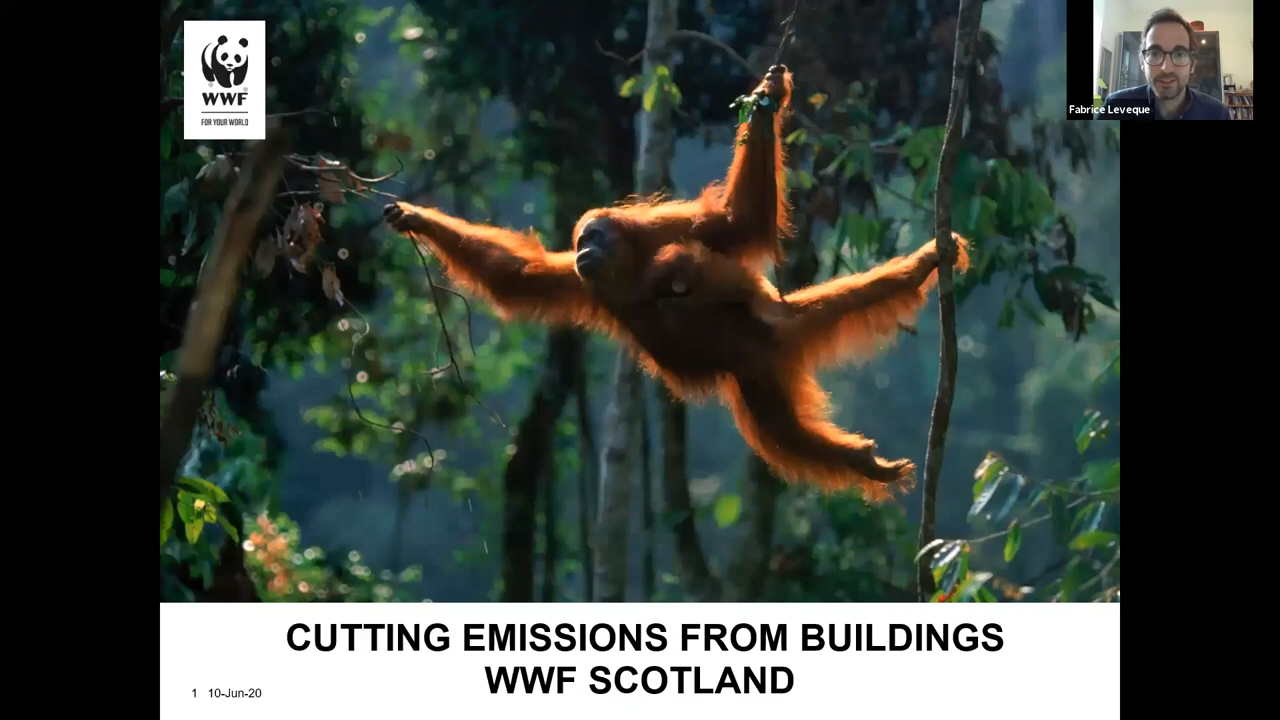 WWF
FOR YOUR WORLD
Fabrice Leveque
CUTTING EMISSIONS FROM BUILDINGS
WWF SCOTLAND
1 10-Jun-20